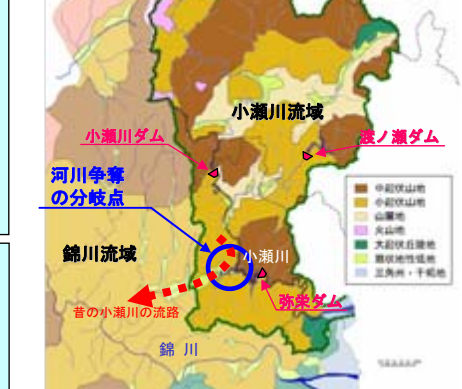 小瀬川流域
小瀬川ダム
渡ノ瀬ダム
河川争奪
の分岐点
中起伏山地
小起伏山地
山麓地
火山地
大起伏丘陵地
扇状地性低地
三角州・干拓地
錦川流域
小瀬川
弥栄ダム
昔の小瀬川の流路
錦 川